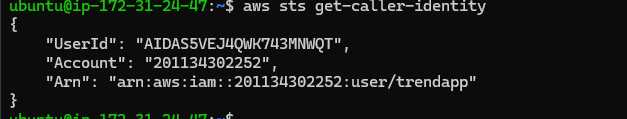 ubuntu@ip-172-31-24-47:~$ aws sts get-caller-identity
{
    "UserId": "AIDAS5VEJ4QWK743MNWQT",
    "Account": "201134302252",
    "Arn": "arn:aws:iam::201134302252:user/trendapp"
}
ubuntu@ip-172-31-24-47:~$